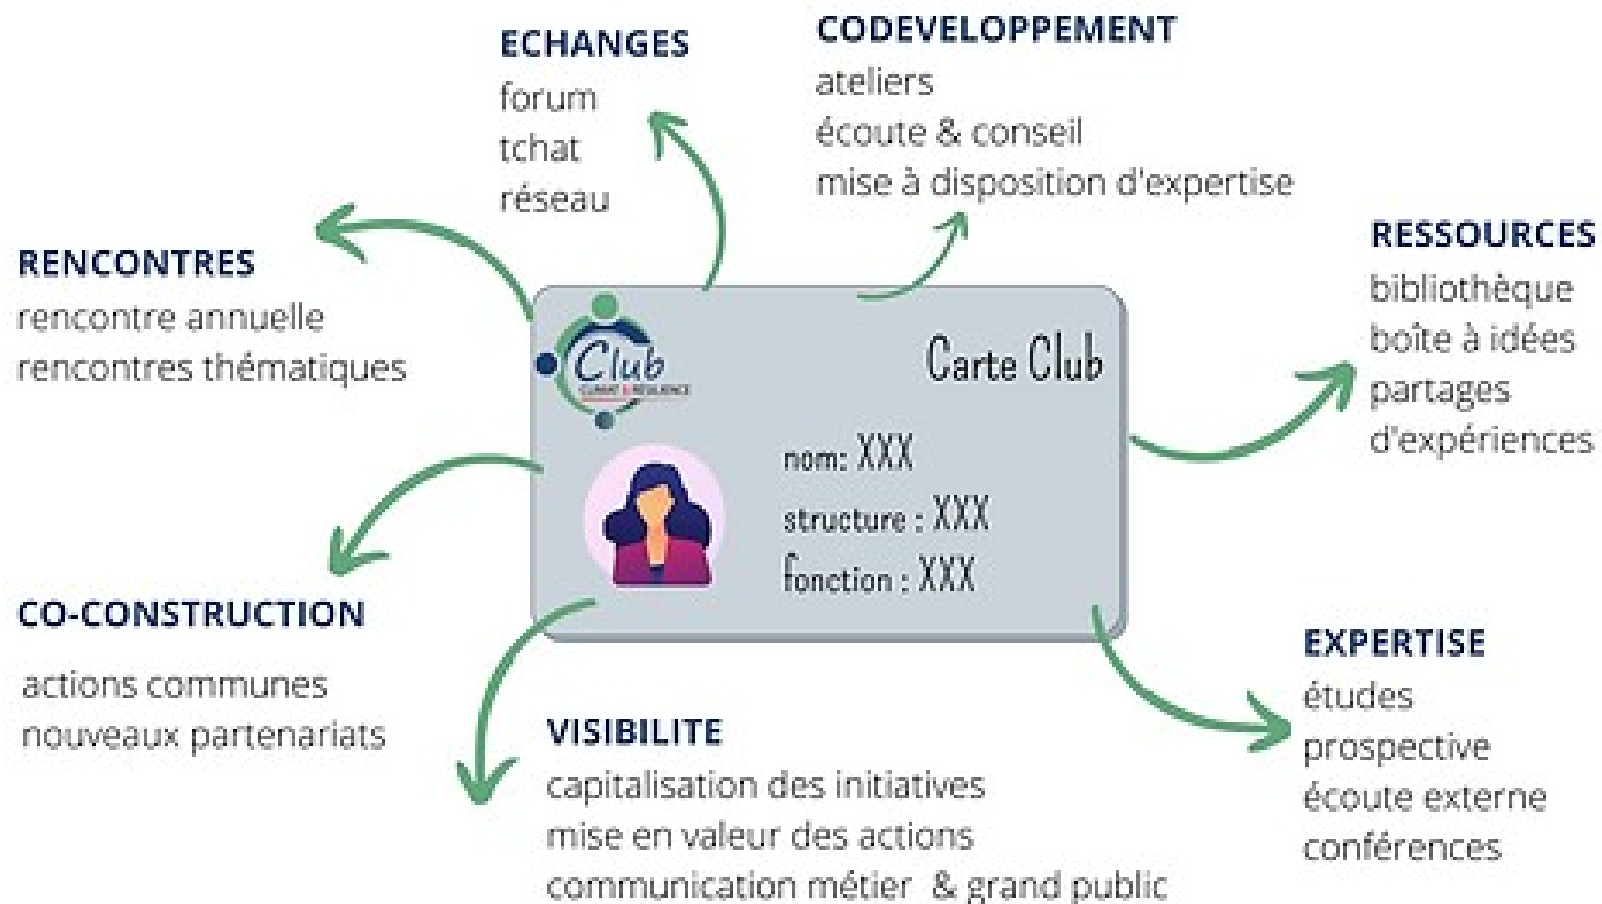 ECHANGES
forum
tchat
réseau
CODEVELOPPEMENT
ateliers
écoute & conseil
mise à disposition d'expertise
RENCONTRES
rencontre annuelle
rencontres thématiques
RESSOURCES
bibliothèque
boîte à idées
partages
d'expériences
Club
CLIMAT & RÉSILIENCE
Carte Club
nom: XXX
structure : XXX
fonction : XXX
CO-CONSTRUCTION
actions communes
nouveaux partenariats
VISIBILITE
capitalisation des initiatives
mise en valeur des actions
communication métier & grand public
EXPERTISE
études
prospective
écoute externe
conférences